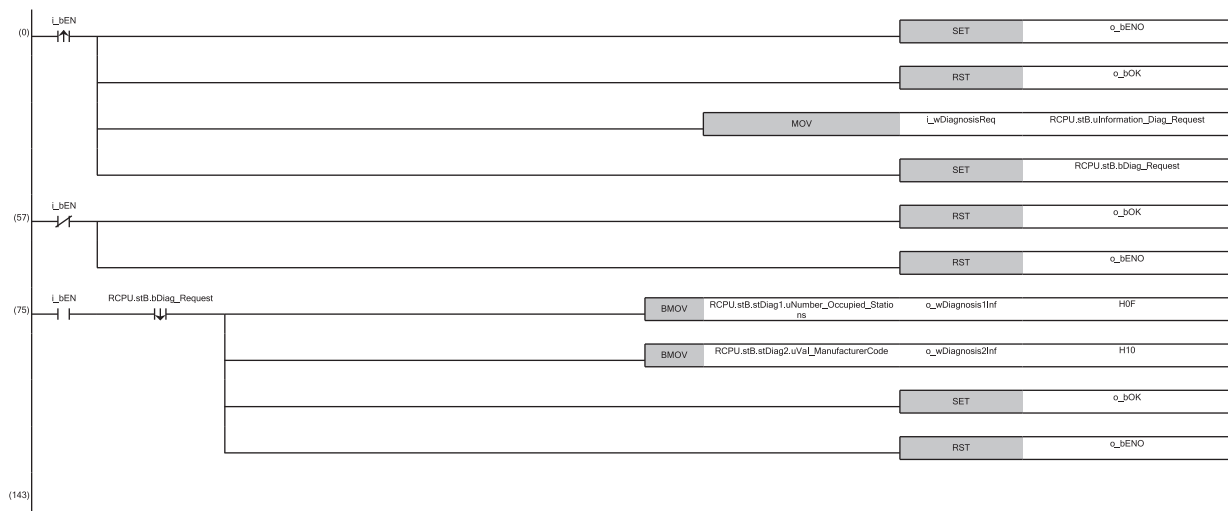 i_bEN
(0)
SET o_bENO
RST o_bOK
MOV i_wDiagnosisReq RCPU.stB.uInformation_Diag_Request
SET RCPU.stB.bDiag_Request
i_bEN
(57)
RST o_bOK
RST o_bENO
i_bEN RCPU.stB.bDiag_Request
(75)
BMOV RCPU.stB.stDiag1.uNumber_Occupied_Statio
ns
o_wDiagnosis1Inf H0F
BMOV RCPU.stB.stDiag2.uVal_ManufacturerCode o_wDiagnosis2Inf H10
SET o_bOK
RST o_bENO
(143)